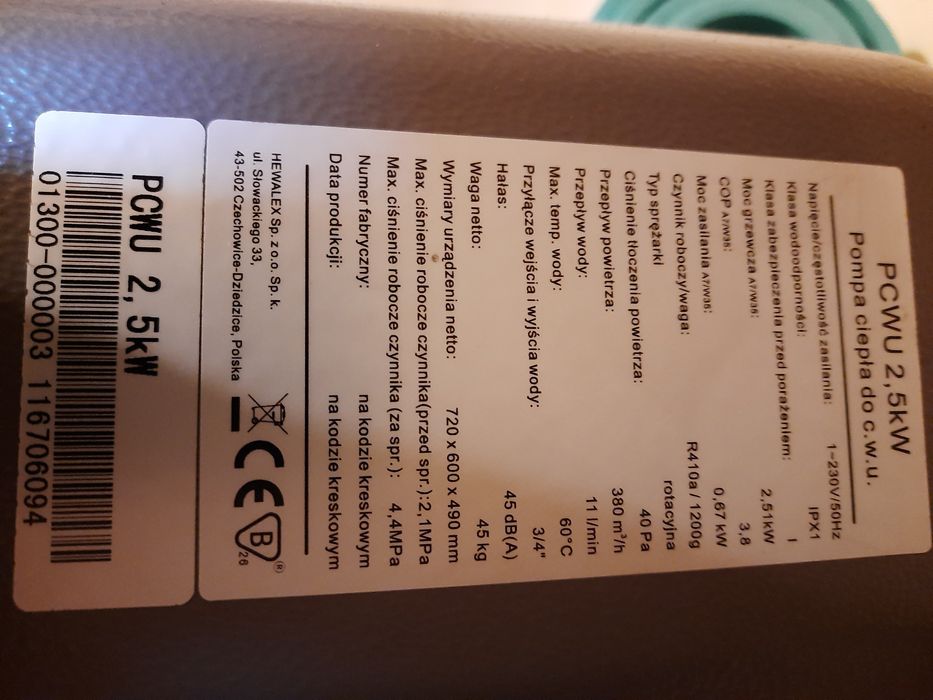 PCWU 2,5kW
Pompa ciepła do c.w.u.
Napięcie/częstotliwość zasilania: 1~230V/50Hz
Klasa wodoodporności: IPX1
Klasa zabezpieczenia przed porażeniem: I
Moc grzewcza A7/W35: 2,51kW
COP A7/W35: 3,8
Moc zasilania A7/W35: 0,67 kW
Czynnik roboczy/waga: R410a / 1200g
Typ sprężarki rotacyjna
Ciśnienie tłoczenia powietrza: 40 Pa
Przepływ powietrza: 380 m³/h
Przepływ wody: 11 l/min
Max. temp. wody: 60°C
Przyłącze wejścia i wyjścia wody: 3/4"
Hałas: 45 dB(A)
Waga netto: 45 kg
Wymiary urządzenia netto: 720 x 600 x 490 mm
Max. ciśnienie robocze czynnika(przed spr.):2,1MPa
Max. ciśnienie robocze czynnika (za spr.): 4,4MPa
Numer fabryczny: na kodzie kreskowym
Data produkcji: na kodzie kreskowym
HEWALEX Sp. z o.o. Sp. k.
ul. Słowackiego 33,
43-502 Czechowice-Dziedzice, Polska
CE
B
®
26
PCWU 2,5kW
01300-000003 116706094